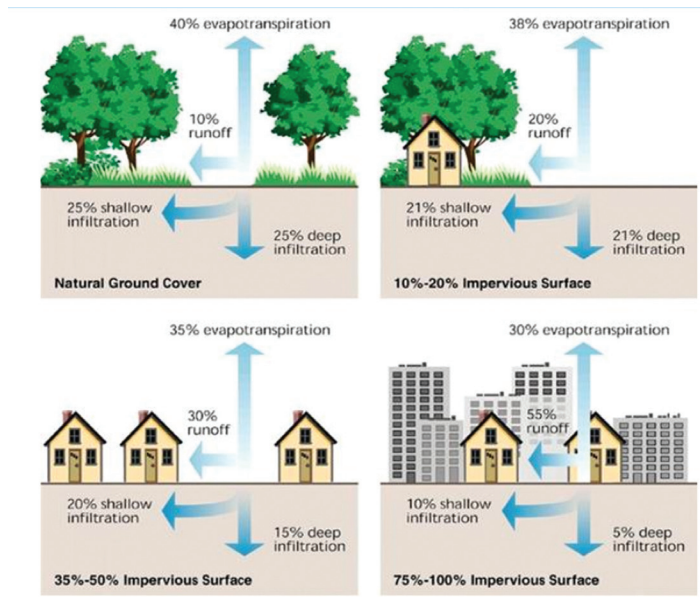 40% evapotranspiration
10%
runoff
25% shallow
infiltration
25% deep
infiltration
Natural Ground Cover
38% evapotranspiration
20%
runoff
21% shallow
infiltration
21% deep
infiltration
10%-20% Impervious Surface
35% evapotranspiration
30%
runoff
20% shallow
infiltration
15% deep
infiltration
35%-50% Impervious Surface
30% evapotranspiration
55%
runoff
10% shallow
infiltration
5% deep
infiltration
75%-100% Impervious Surface